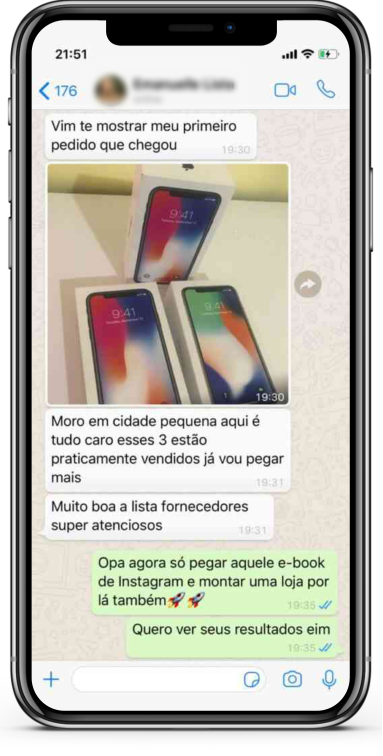 21:51
176
Vim te mostrar meu primeiro
pedido que chegou
19:30
9:41
9:41
9:41
19:30
Moro em cidade pequena aqui é
tudo caro esses 3 estão
praticamente vendidos já vou pegar
mais
19:31
Muito boa a lista fornecedores
super atenciosos
19:31
Opa agora só pegar aquele e-book
de Instagram e montar uma loja por
lá também🚀🚀
19:35
Quero ver seus resultados eim
19:35